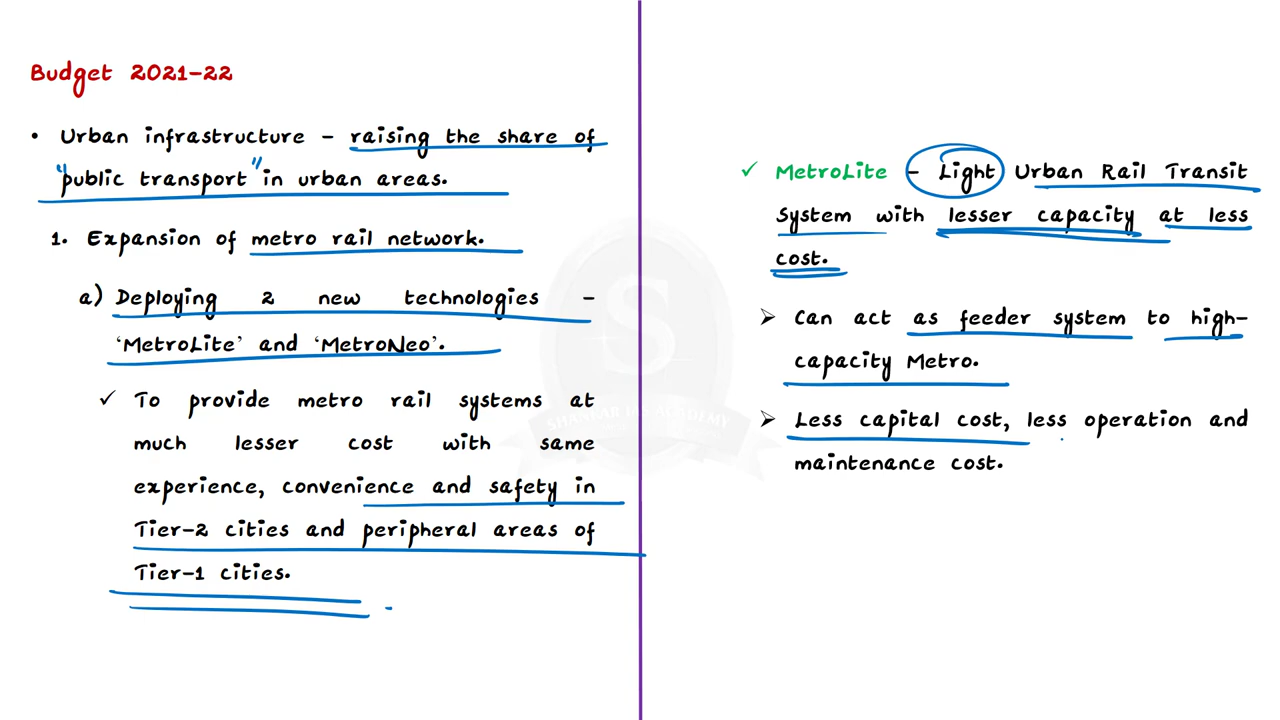 Budget 2021-22
• Urban infrastructure - raising the share of
"public transport" in urban areas.
1. Expansion of metro rail network.
a) Deploying 2 new technologies -
'MetroLite' and 'MetroNeo'.
✓ To provide metro rail systems at
much lesser cost with same
experience, convenience and safety in
Tier-2 cities and peripheral areas of
Tier-1 cities.
✓ MetroLite - Light Urban Rail Transit
System with lesser capacity at less
cost.
➢ Can act as feeder system to high-
capacity Metro.
➢ Less capital cost, less operation and
maintenance cost.
SHANKAR IAS ACADEMY